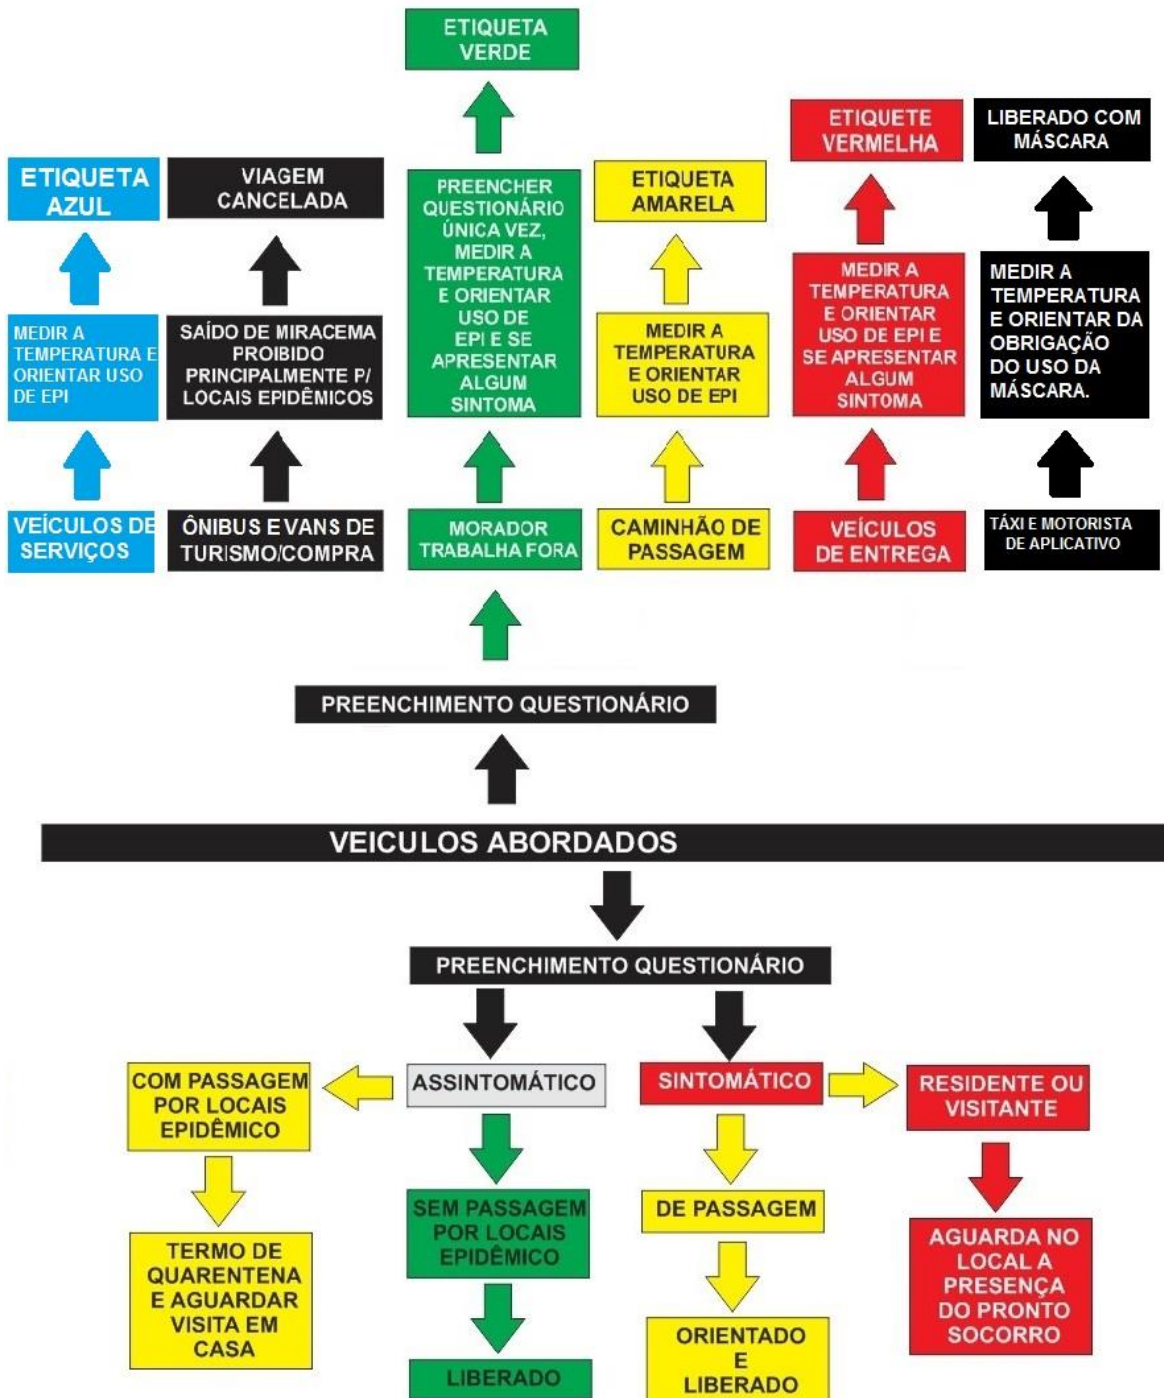 ETIQUETA
VERDE
ETIQUETA
AZUL
VIAGEM
CANCELADA
PREENCHER
QUESTIONÁRIO
ÚNICA VEZ,
MEDIR A
TEMPERATURA
E ORIENTAR
USO DE
EPI E SE
APRESENTAR
ALGUM
SINTOMA
ETIQUETA
AMARELA
ETIQUETE
VERMELHA
LIBERADO COM
MÁSCARA
MEDIR A
TEMPERATURA E
ORIENTAR USO
DE EPI
SAÍDO DE MIRACEMA
PROIBIDO
PRINCIPALMENTE P/
LOCAIS EPIDÊMICOS
MEDIR A
TEMPERATURA
E ORIENTAR
USO DE EPI
MEDIR A
TEMPERATURA
E ORIENTAR
USO DE EPI E
SE APRESENTAR
ALGUM
SINTOMA
MEDIR A
TEMPERATURA
E ORIENTAR DA
OBRIGAÇÃO
DO USO DA
MÁSCARA.
VEÍCULOS DE
SERVIÇOS
ÔNIBUS E VANS DE
TURISMO/COMPRA
MORADOR
TRABALHA FORA
CAMINHÃO DE
PASSAGEM
VEÍCULOS
DE ENTREGA
TÁXI E MOTORISTA
DE APLICATIVO
PREENCHIMENTO QUESTIONÁRIO
VEICULOS ABORDADOS
PREENCHIMENTO QUESTIONÁRIO
COM PASSAGEM
POR LOCAIS
EPIDÊMICO
ASSINTOMÁTICO
SINTOMÁTICO
RESIDENTE OU
VISITANTE
TERMO DE
QUARENTENA
E AGUARDAR
VISITA EM
CASA
SEM PASSAGEM
POR LOCAIS
EPIDÊMICO
DE PASSAGEM
AGUARDA NO
LOCAL A
PRESENÇA
DO PRONTO
SOCORRO
LIBERADO
ORIENTADO
E
LIBERADO